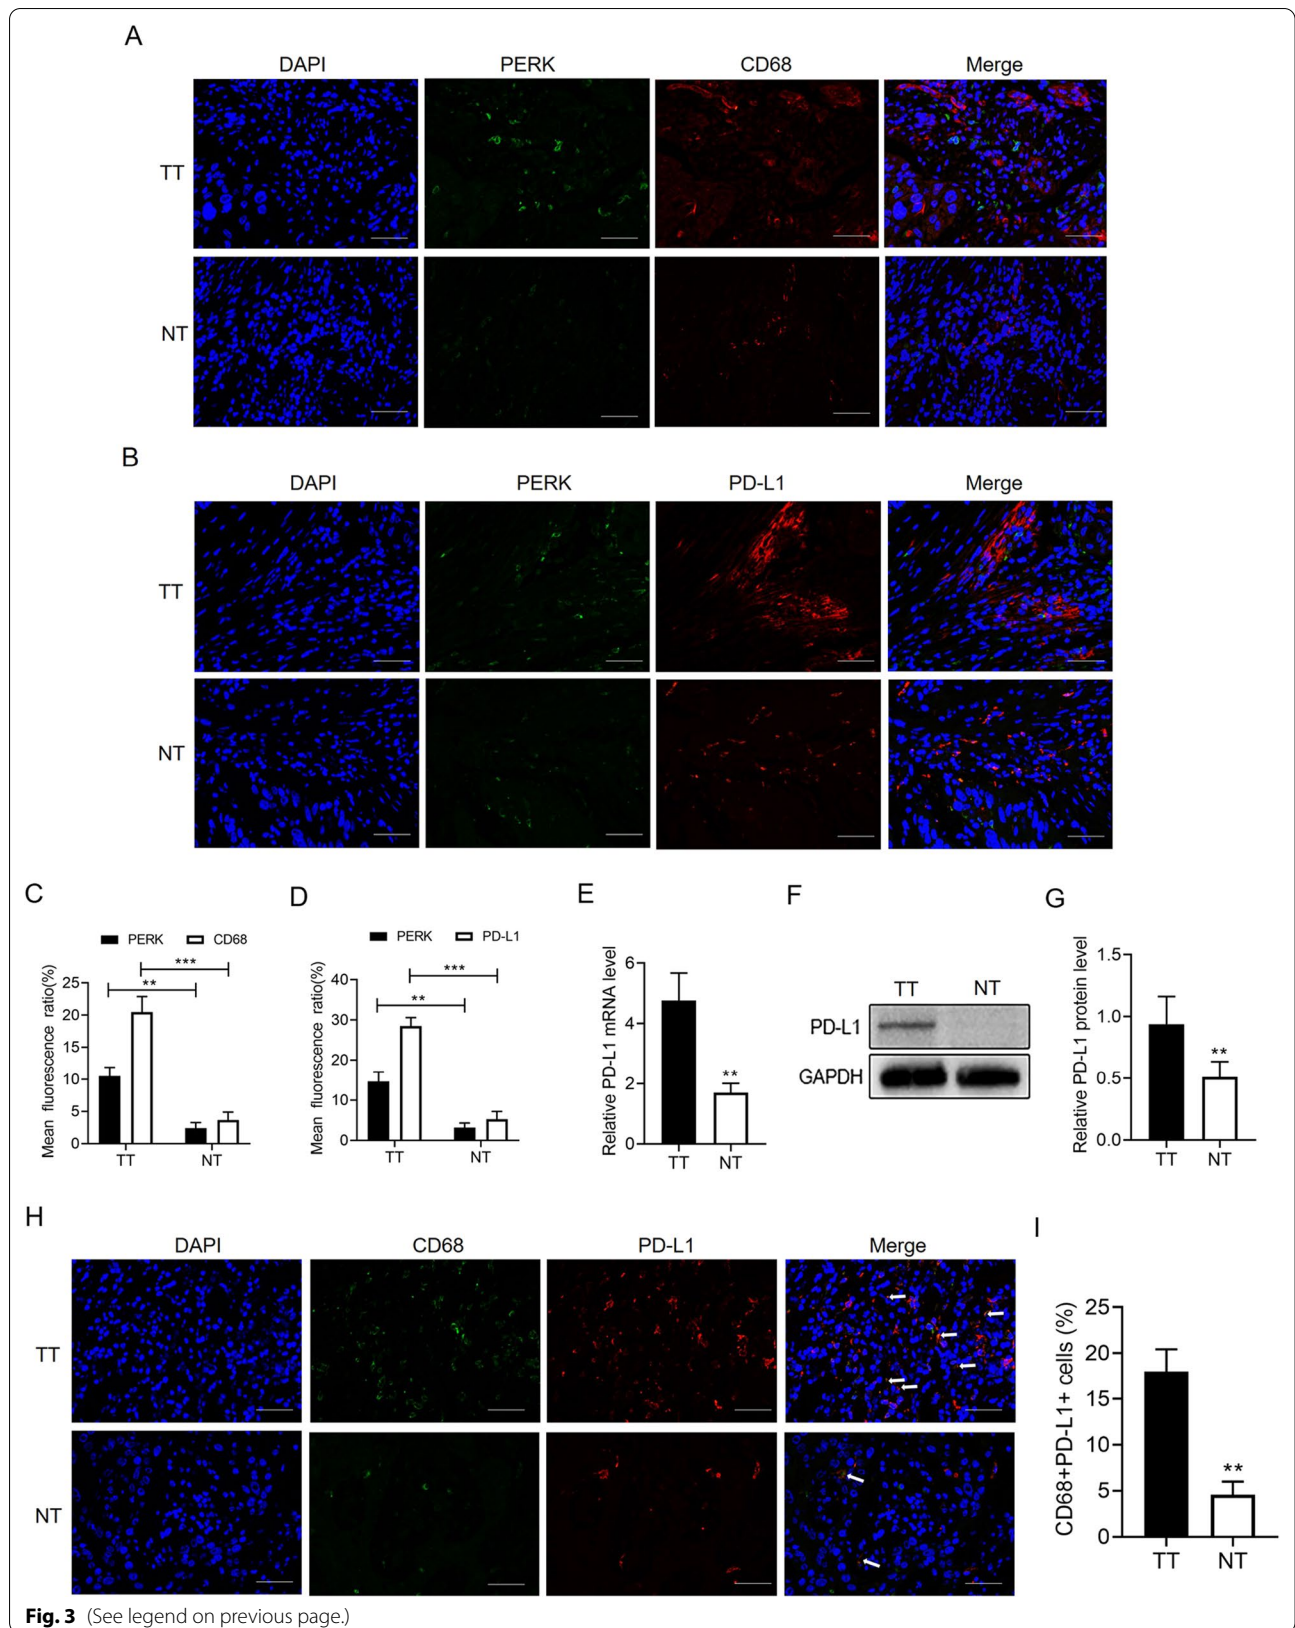 A
DAPI PERK CD68 Merge
TT
NT
B
DAPI PERK PD-L1 Merge
TT
NT
C
PERK CD68
***
**
Mean fluorescence ratio(%)
25
20
15
10
5
0
TT NT
D
PERK PD-L1
***
**
Mean fluorescence ratio(%)
40
30
20
10
0
TT NT
E
Relative PD-L1 mRNA level
6
4
2
0
**
TT NT
F
TT NT
PD-L1
GAPDH
G
Relative PD-L1 protein level
1.5
1.0
0.5
0.0
**
TT NT
H
DAPI CD68 PD-L1 Merge
TT
NT
I
CD68+PD-L1+ cells (%)
25
20
15
10
5
0
**
TT NT
Fig. 3 (See legend on previous page.)